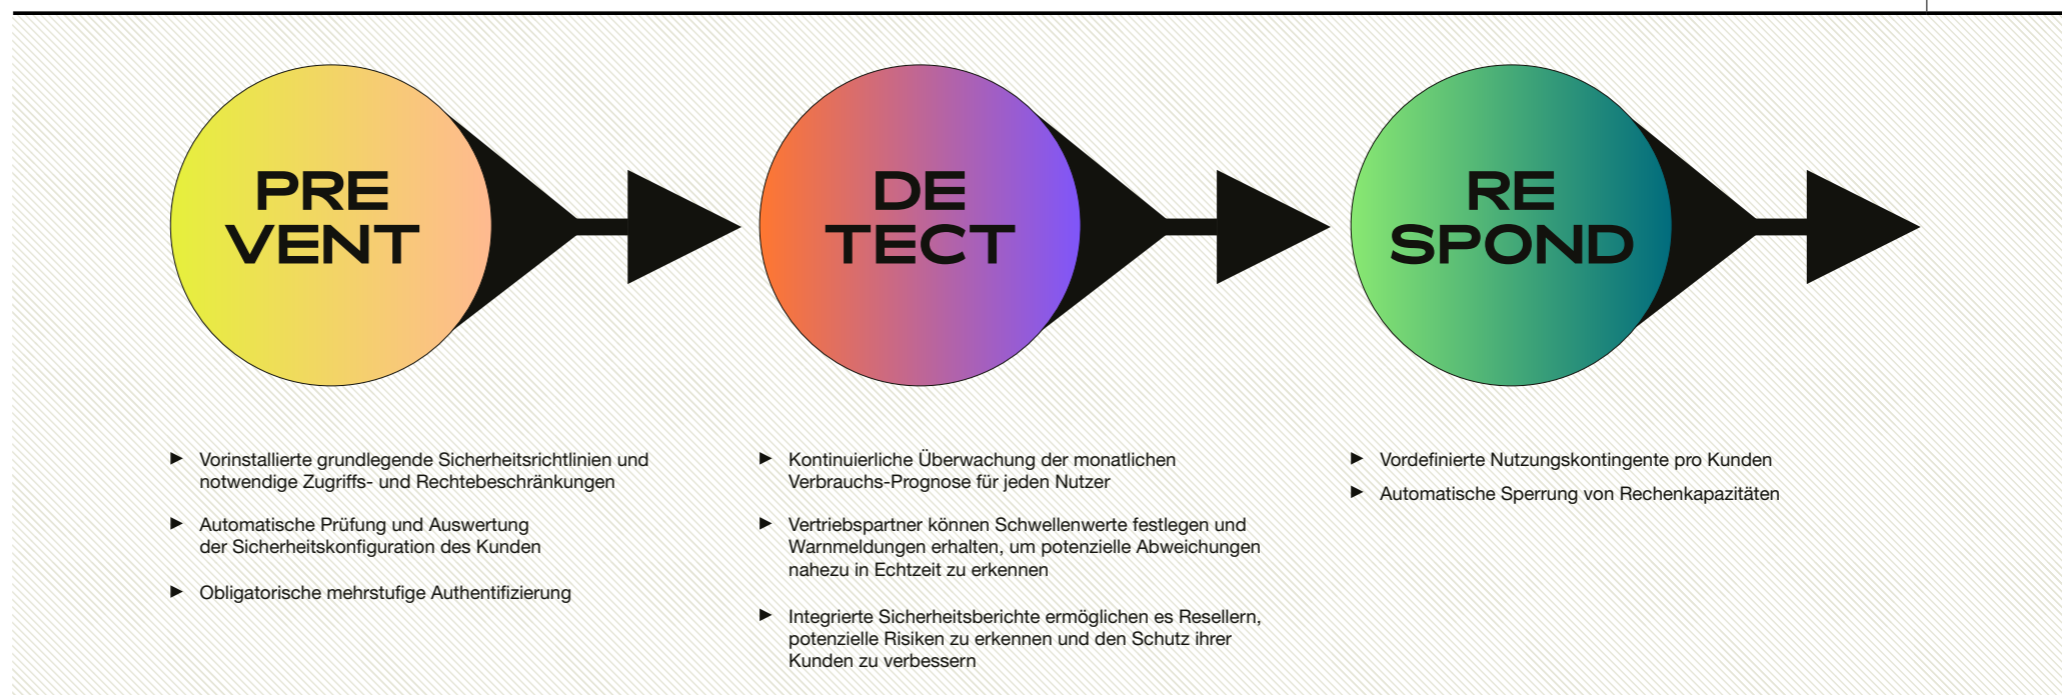 PRE
VENT
DE
TECT
RE
SPOND
► Vorinstallierte grundlegende Sicherheitsrichtlinien und
notwendige Zugriffs- und Rechtebeschränkungen
► Automatische Prüfung und Auswertung
der Sicherheitskonfiguration des Kunden
► Obligatorische mehrstufige Authentifizierung
► Kontinuierliche Überwachung der monatlichen
Verbrauchs-Prognose für jeden Nutzer
► Vertriebspartner können Schwellenwerte festlegen und
Warnmeldungen erhalten, um potenzielle Abweichungen
nahezu in Echtzeit zu erkennen
► Integrierte Sicherheitsberichte ermöglichen es Resellern,
potenzielle Risiken zu erkennen und den Schutz ihrer
Kunden zu verbessern
► Vordefinierte Nutzungskontingente pro Kunden
► Automatische Sperrung von Rechenkapazitäten